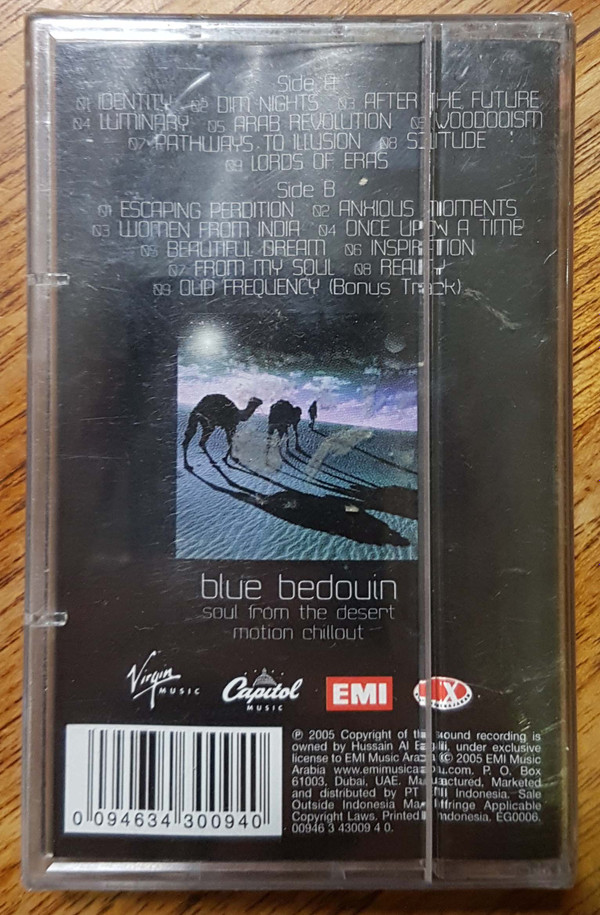 Side A
01 IDENTITY 02 DIM NIGHTS 03 AFTER THE FUTURE
04 LUMINARY 05 ARAB REVOLUTION 06 VOODOOISM
07 PATHWAYS TO ILLUSION 08 SOLITUDE
09 LORDS OF ERAS
Side B
01 ESCAPING PERDITION 02 ANXIOUS MOMENTS
03 WOMEN FROM INDIA 04 ONCE UPON A TIME
05 BEAUTIFUL DREAM 06 INSPIRATION
07 FROM MY SOUL 08 REALITY
09 OUD FREQUENCY (Bonus Track)
blue bedouin
soul from the desert
motion chillout
Virgin MUSIC Capitol MUSIC EMI
0 094634 300940
℗ 2005 Copyright of the sound recording is
owned by Hussain Al under exclusive
license to EMI Music Arabia © 2005 EMI Music
Arabia www.emimusicarabia.com. P. O. Box
61003, Dubai, UAE. Manufactured, Marketed
and distributed by PT EMI Indonesia. Sale
Outside Indonesia May Infringe Applicable
Copyright Laws. Printed in Indonesia. EG0006.
00946 3 43009 4 0.